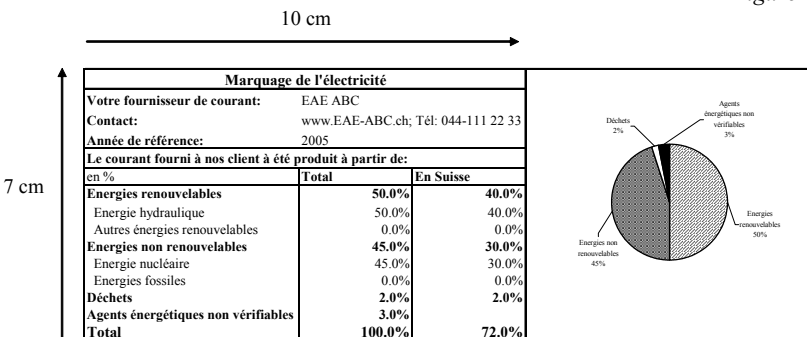 10 cm
7 cm
Marquage de l'électricité
Votre fournisseur de courant: EAE ABC
Contact: www.EAE-ABC.ch; Tél: 044-111 22 33
Année de référence: 2005
Le courant fourni à nos client à été produit à partir de:
en % Total En Suisse
Energies renouvelables 50.0% 40.0%
Energie hydraulique 50.0% 40.0%
Autres énergies renouvelables 0.0% 0.0%
Energies non renouvelables 45.0% 30.0%
Energie nucléaire 45.0% 30.0%
Energies fossiles 0.0% 0.0%
Déchets 2.0% 2.0%
Agents énergétiques non vérifiables 3.0%
Total 100.0% 72.0%
Agents
énergétiques non
vérifiables
3%
Déchets
2%
Energies
renouvelables
50%
Energies non
renouvelables
45%